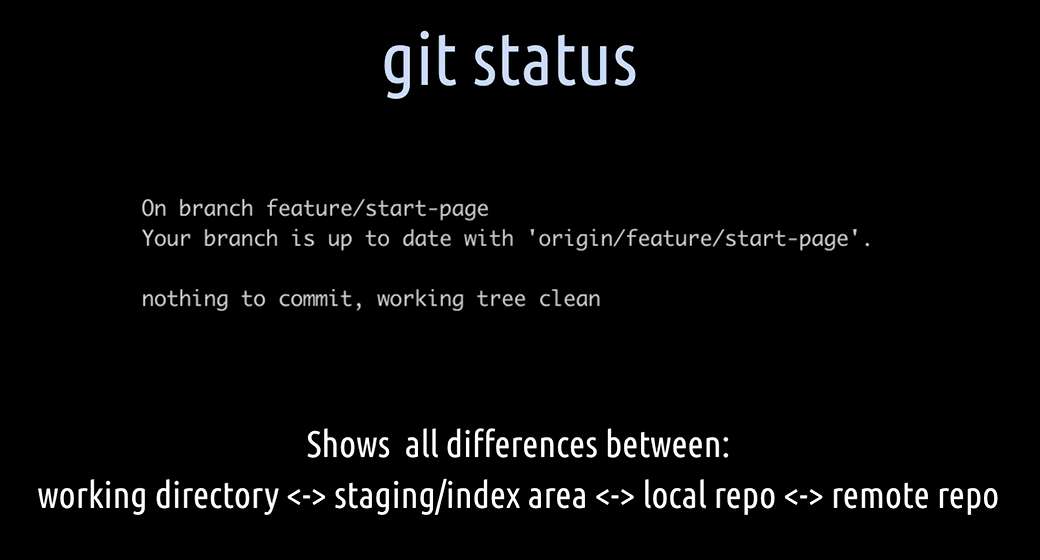 git status
On branch feature/start-page
Your branch is up to date with 'origin/feature/start-page'.
nothing to commit, working tree clean
Shows all differences between:
working directory <-> staging/index area <-> local repo <-> remote repo